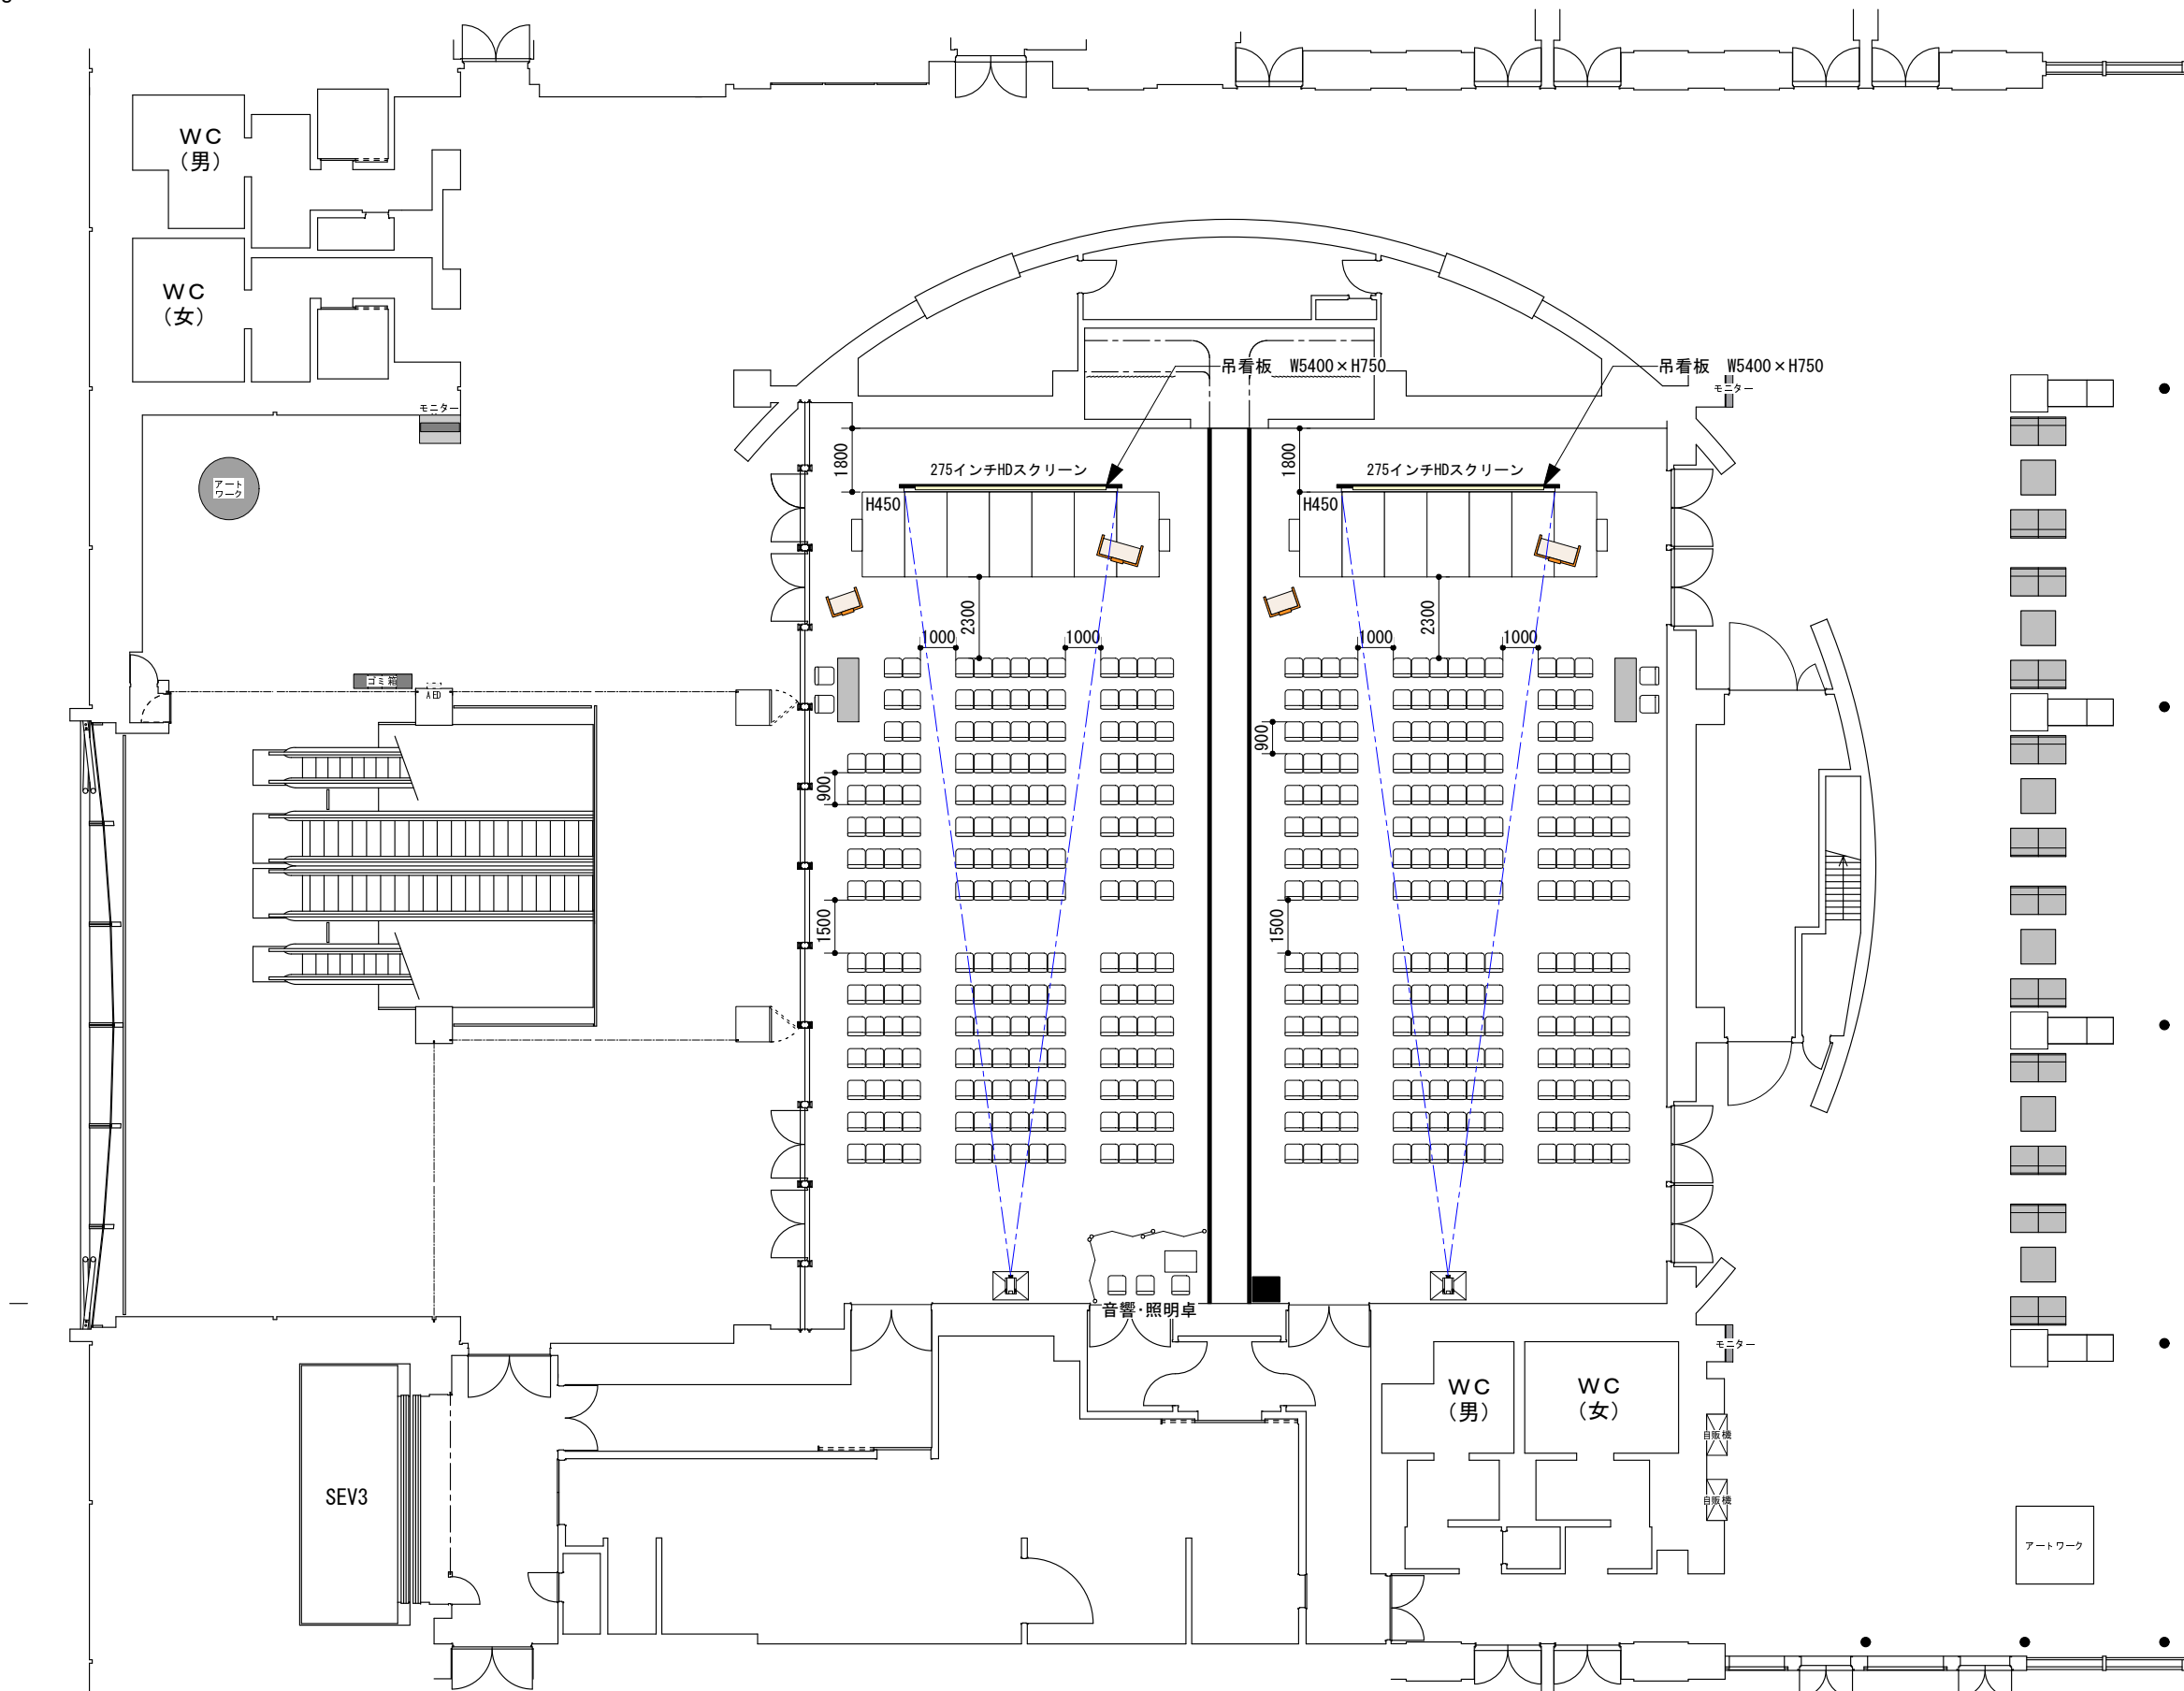 WC
(男)
WC
(女)
吊看板 W5400×H750
吊看板 W5400×H750
モニター
モニター
アート
ワーク
1800
275インチHDスクリーン
1800
275インチHDスクリーン
H450
H450
2300
2300
1000
1000
1000
1000
ゴミ箱
AED
900
900
1500
1500
音響・照明卓
モニター
WC
(男)
WC
(女)
自販機
自販機
SEV3
アートワーク